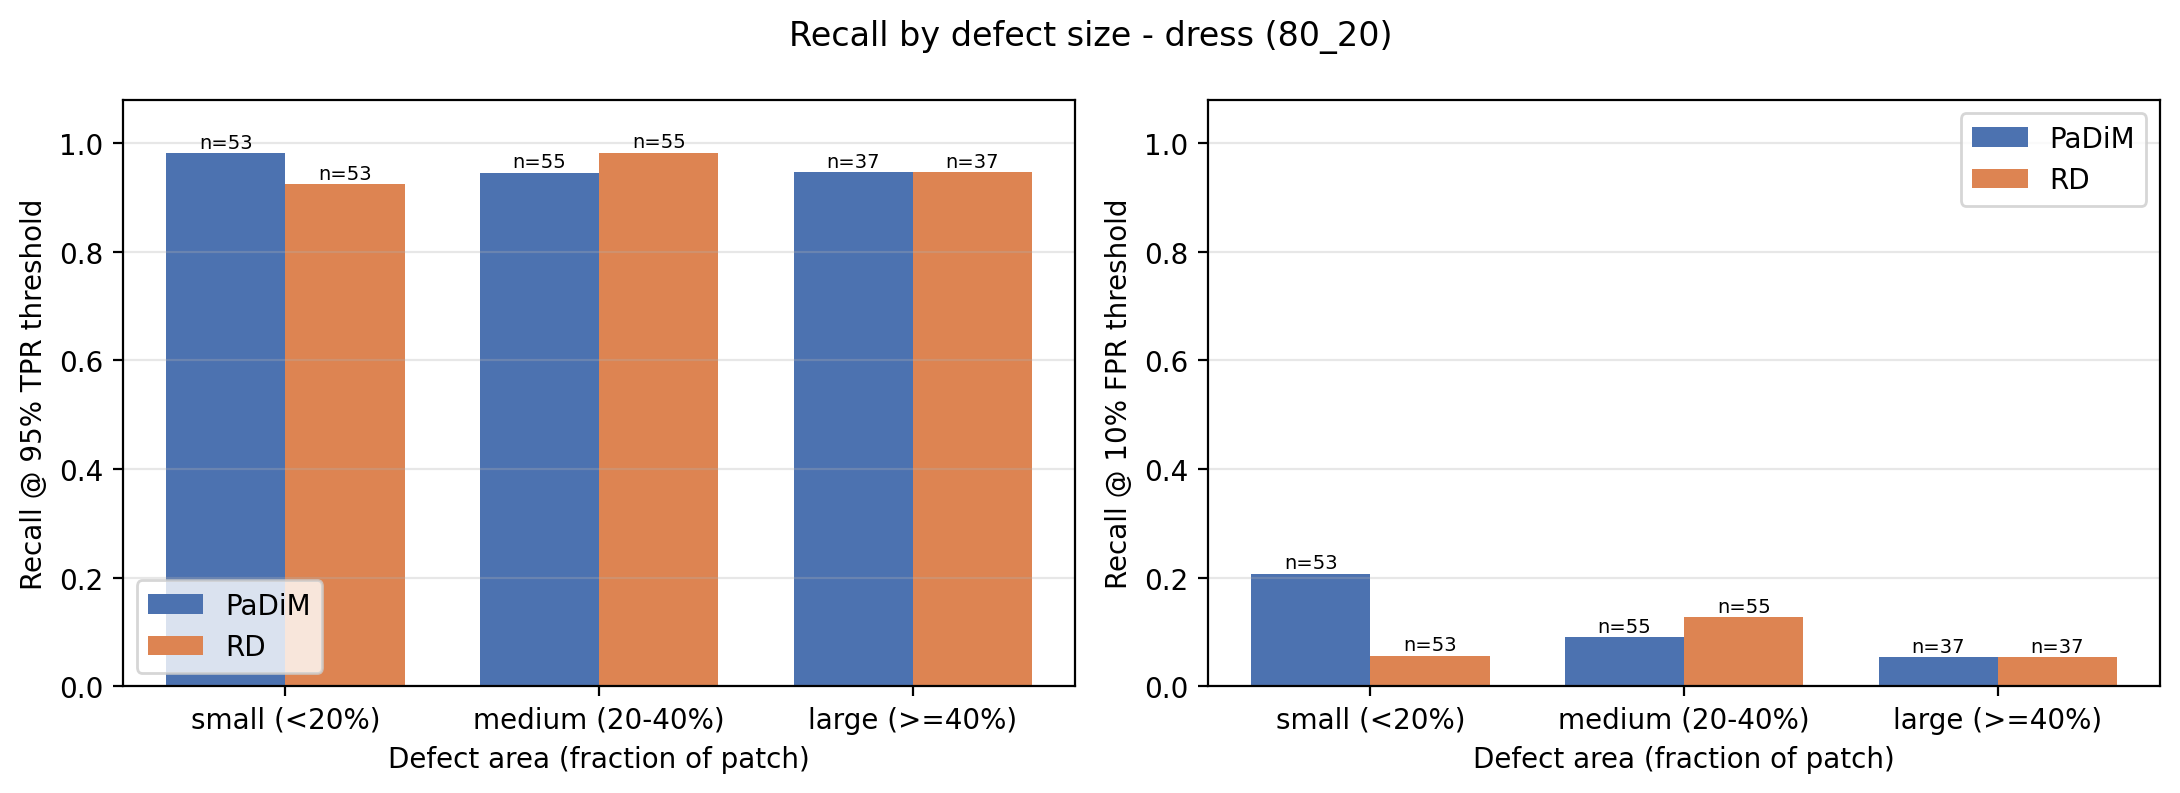 Recall by defect size - dress (80_20)
Recall @ 95% TPR threshold
1.0
0.8
0.6
0.4
0.2
0.0
n=53
n=53
n=55
n=55
n=37
n=37
PaDiM
RD
small (<20%)
medium (20-40%)
large (>=40%)
Defect area (fraction of patch)
Recall @ 10% FPR threshold
1.0
0.8
0.6
0.4
0.2
0.0
PaDiM
RD
n=53
n=53
n=55
n=55
n=37
n=37
small (<20%)
medium (20-40%)
large (>=40%)
Defect area (fraction of patch)